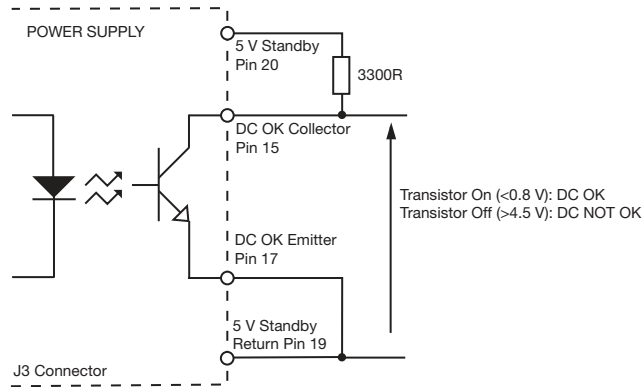 POWER SUPPLY
5 V Standby
Pin 20
3300R
DC OK Collector
Pin 15
Transistor On (<0.8 V): DC OK
Transistor Off (>4.5 V): DC NOT OK
DC OK Emitter
Pin 17
5 V Standby
Return Pin 19
J3 Connector